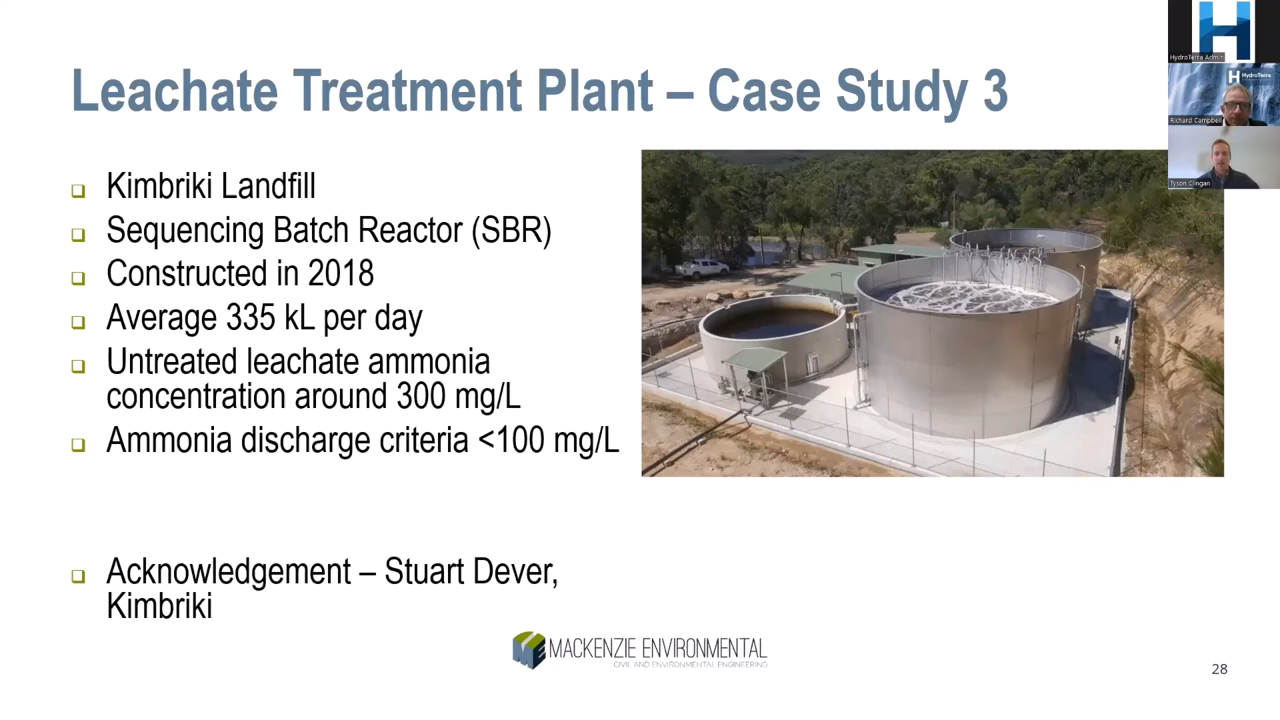 Leachate Treatment Plant – Case Study 3
Kimbriki Landfill
Sequencing Batch Reactor (SBR)
Constructed in 2018
Average 335 kL per day
Untreated leachate ammonia
concentration around 300 mg/L
Ammonia discharge criteria <100 mg/L
Acknowledgement – Stuart Dever,
Kimbriki
MACKENZIE ENVIRONMENTAL
CIVIL AND ENVIRONMENTAL ENGINEERING
28
H
HydroTerra Admin
HydroTerra
Richard Campbell
Tyson Clingan